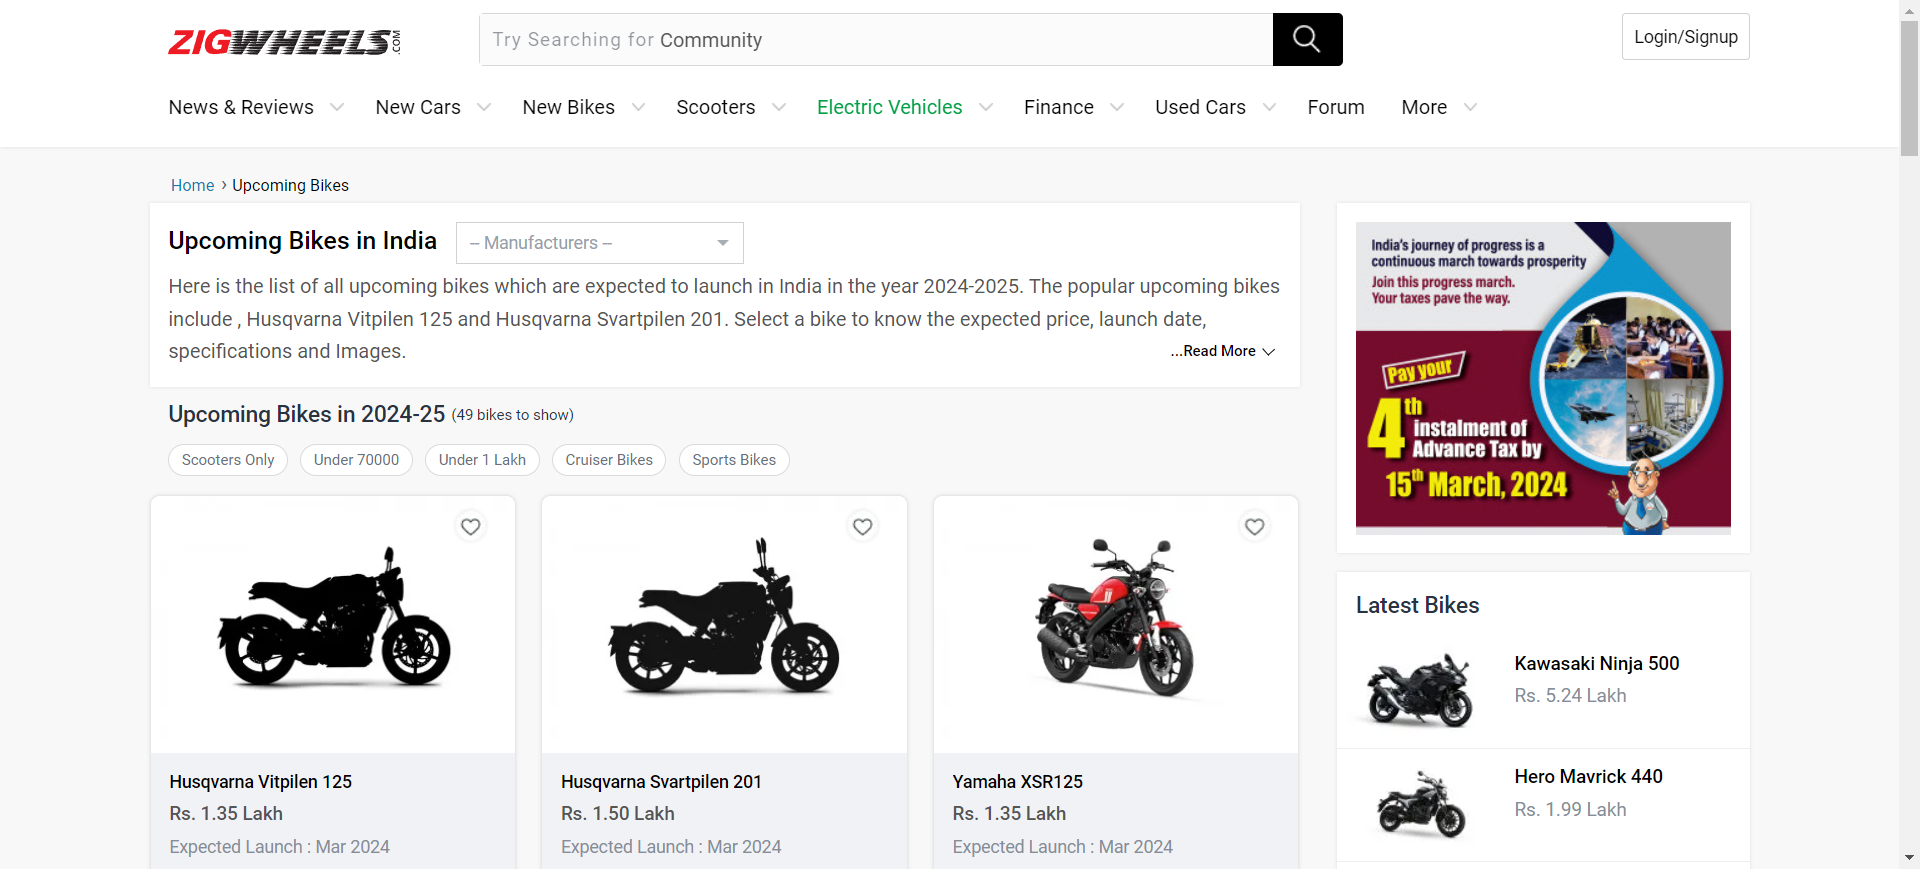 ZIGWHEELS.COM
Try Searching for Community
Login/Signup
News & Reviews
New Cars
New Bikes
Scooters
Electric Vehicles
Finance
Used Cars
Forum
More
Home › Upcoming Bikes
Upcoming Bikes in India
-- Manufacturers --
Here is the list of all upcoming bikes which are expected to launch in India in the year 2024-2025. The popular upcoming bikes
include , Husqvarna Vitpilen 125 and Husqvarna Svartpilen 201. Select a bike to know the expected price, launch date,
specifications and Images.
...Read More
Upcoming Bikes in 2024-25 (49 bikes to show)
Scooters Only
Under 70000
Under 1 Lakh
Cruiser Bikes
Sports Bikes
Husqvarna Vitpilen 125
Rs. 1.35 Lakh
Expected Launch : Mar 2024
Husqvarna Svartpilen 201
Rs. 1.50 Lakh
Expected Launch : Mar 2024
Yamaha XSR125
Rs. 1.35 Lakh
Expected Launch : Mar 2024
India's journey of progress is a
continuous march towards prosperity
Join this progress march.
Your taxes pave the way.
Pay your
4th
instalment of
Advance Tax by
15th March, 2024
Latest Bikes
Kawasaki Ninja 500
Rs. 5.24 Lakh
Hero Mavrick 440
Rs. 1.99 Lakh